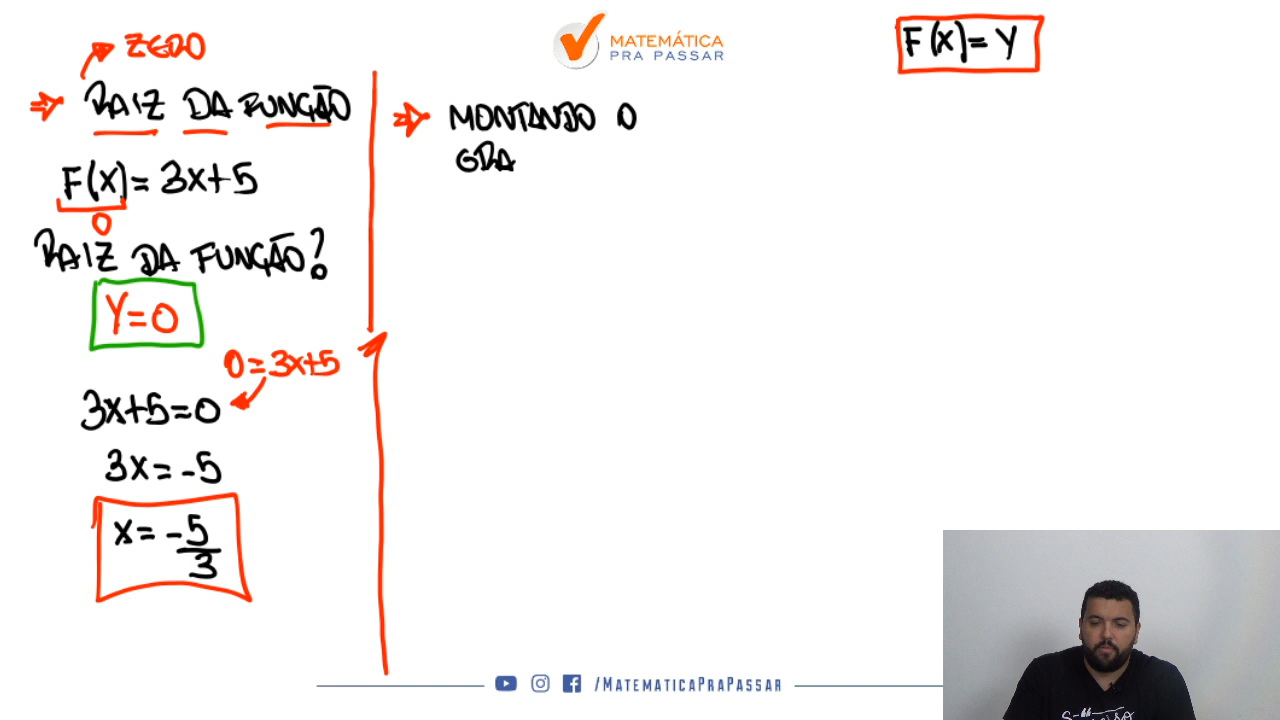 MATEMÁTICA
PRA PASSAR
F(X)= Y
ZERO
⇒ RAIZ DA FUNÇÃO
F(X)= 3X+5
0
RAIZ DA FUNÇÃO?
Y=0
0=3X+5
3X+5=0
3X=-5
X= -5/3
⇒ MONTANDO O
GRA
/MATEMATICAPRAPASSAR